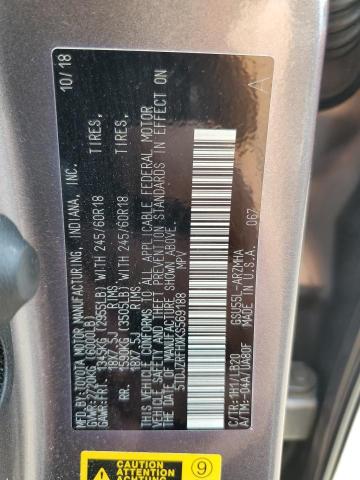 MFD. BY: TOYOTA MOTOR MANUFACTURING, INDIANA, INC. 10/18
GVWR: 2720KG (6000LB)
GAWR: FRT. 1340KG (2955LB) WITH 245/60R18 TIRES,
18X7.5J RIMS,
RR. 1590KG (3505LB) WITH 245/60R18 TIRES,
18X7.5J RIMS.
THIS VEHICLE CONFORMS TO ALL APPLICABLE FEDERAL MOTOR
VEHICLE SAFETY, BUMPER, AND THEFT PREVENTION STANDARDS
IN EFFECT ON THE DATE OF MANUFACTURE SHOWN ABOVE.
MPV
C/TR: 1H1/LB20 GSU55L-ARZMHA 067
A/TM: -04A/UA80F MADE IN U.S.A.
9